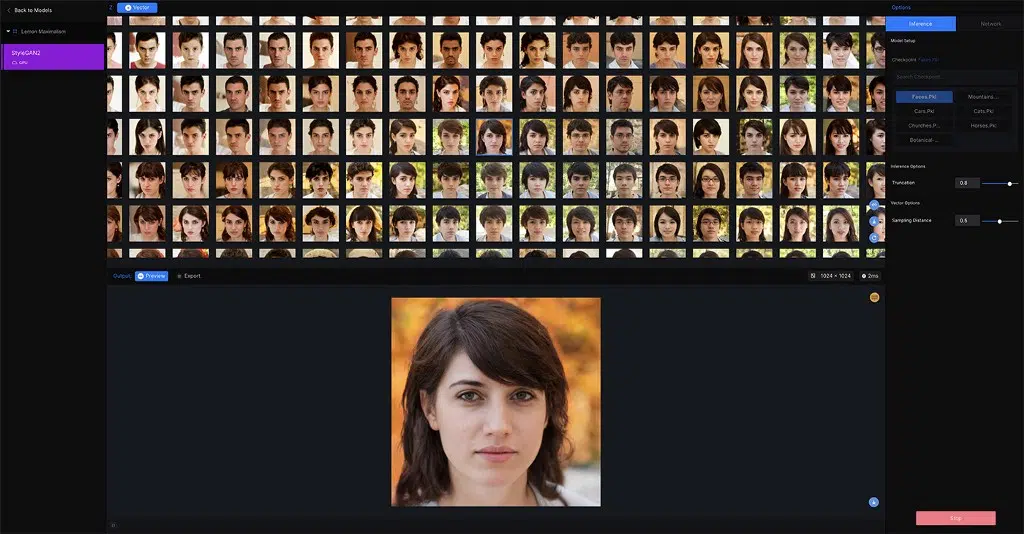 Back to Models
Z
Vector
Options
Inference
Network
Lemon Maximalism
Model Setup
StyleGAN2
GPU
Checkpoint Faces.Pkl
Search Checkpoint...
Faces.Pkl
Mountains...
Cars.Pkl
Cats.Pkl
Churches.P...
Horses.Pkl
Botanical-...
Inference Options
Truncation
0.8
Vector Options
Sampling Distance
0.5
Output:
Preview
Export
1024 × 1024
2ms
Stop